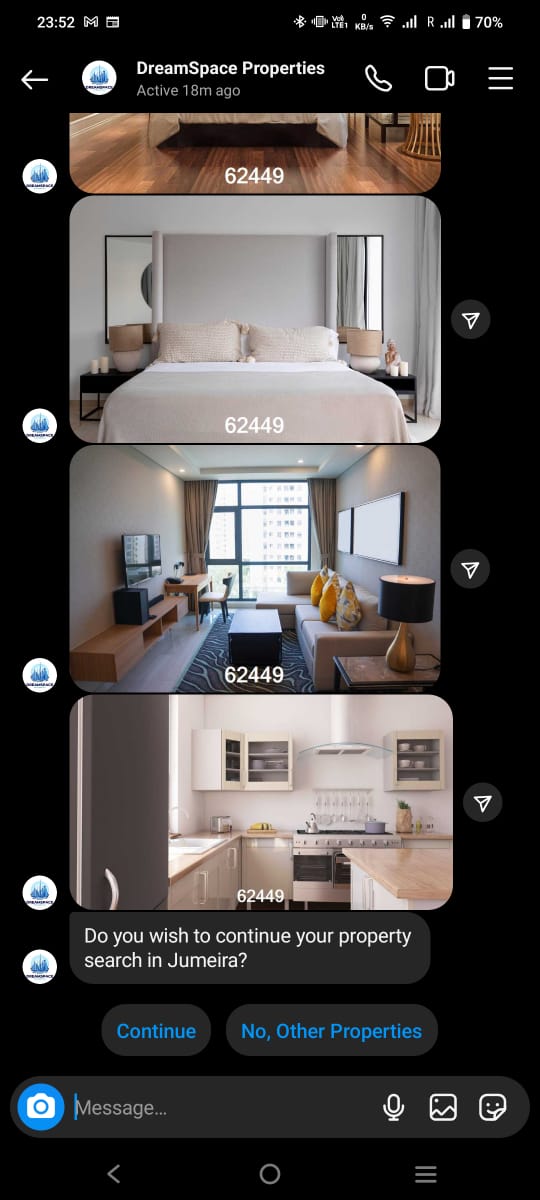 23:52
Vo) LTE1
0 KB/s
R
70%
DreamSpace Properties
Active 18m ago
62449
62449
62449
62449
Do you wish to continue your property
search in Jumeira?
Continue
No, Other Properties
Message...